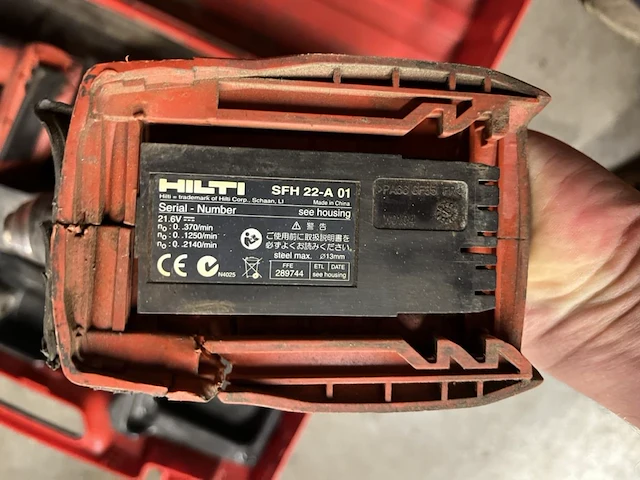 HILTI SFH 22-A 01
Hilti = trademark of Hilti Corp., Schaan, LI Made in China
Serial - Number see housing
21.6V
n₀: 0..370/min
n₀: 0..1250/min
n₀: 0..2140/min
⚠ 警告
ご使用前に取扱説明書を
必ずよくお読みください。
steel max. ∅13mm
CE N4025
FFE ETL DATE
289744 see housing